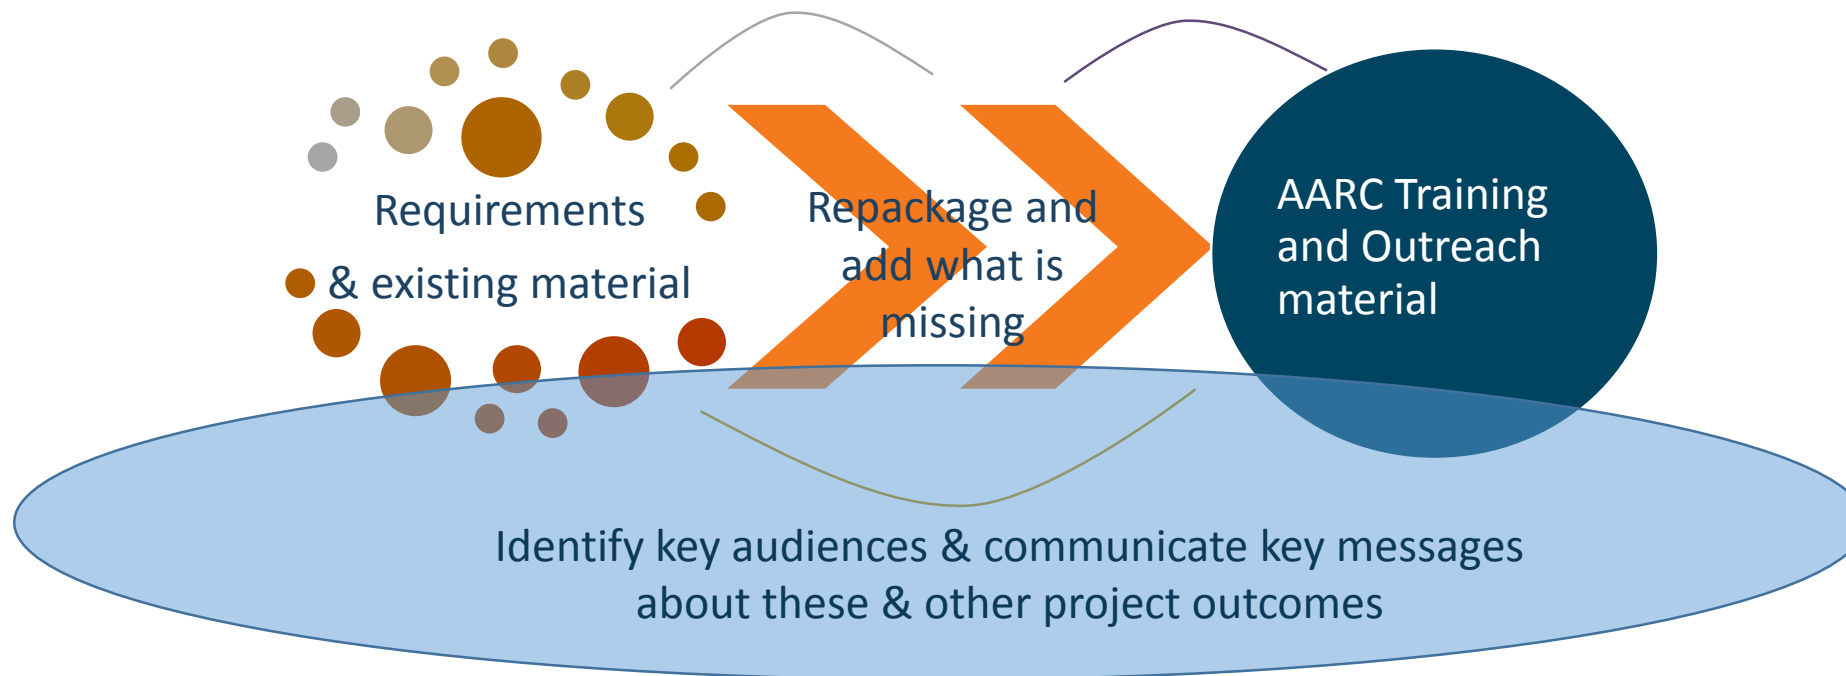 Requirements
& existing material
Repackage and
add what is
missing
AARC Training
and Outreach
material
Identify key audiences & communicate key messages
about these & other project outcomes